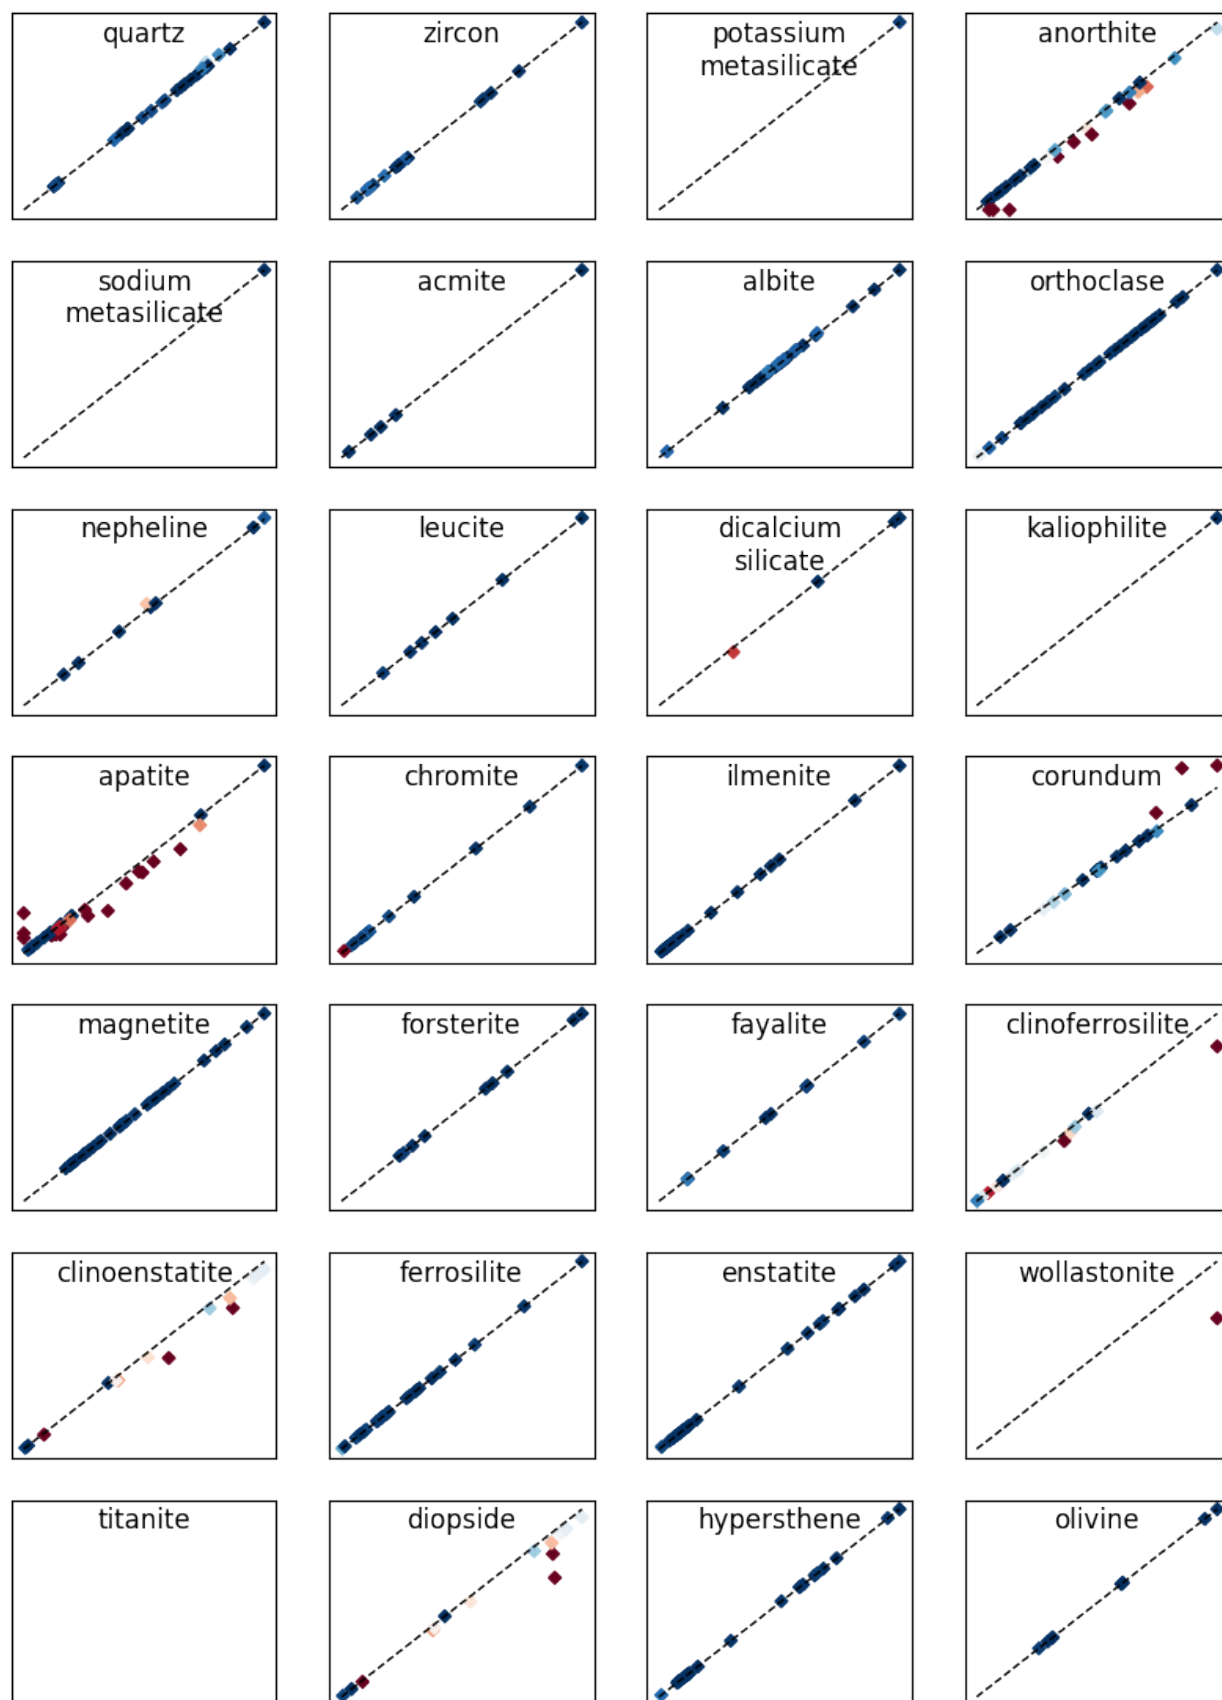 quartz
zircon
potassium
metasilicate
anorthite
sodium
metasilicate
acmite
albite
orthoclase
nepheline
leucite
dicalcium
silicate
kaliophilite
apatite
chromite
ilmenite
corundum
magnetite
forsterite
fayalite
clinoferrosilite
clinoenstatite
ferrosilite
enstatite
wollastonite
titanite
diopside
hypersthene
olivine